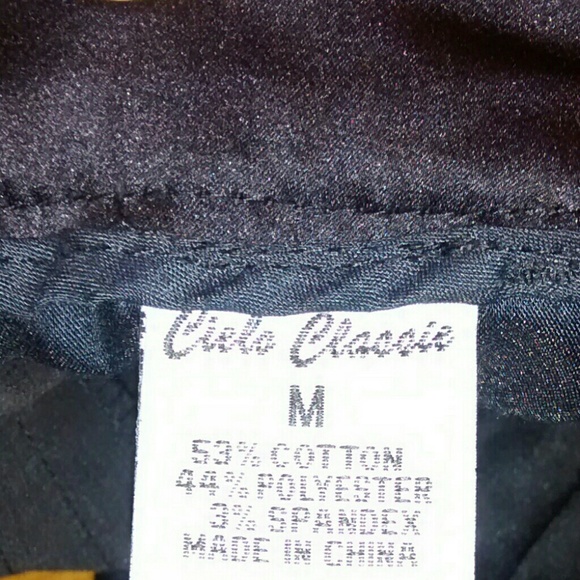 Cielo Classic
M
53% COTTON
44% POLYESTER
3% SPANDEX
MADE IN CHINA